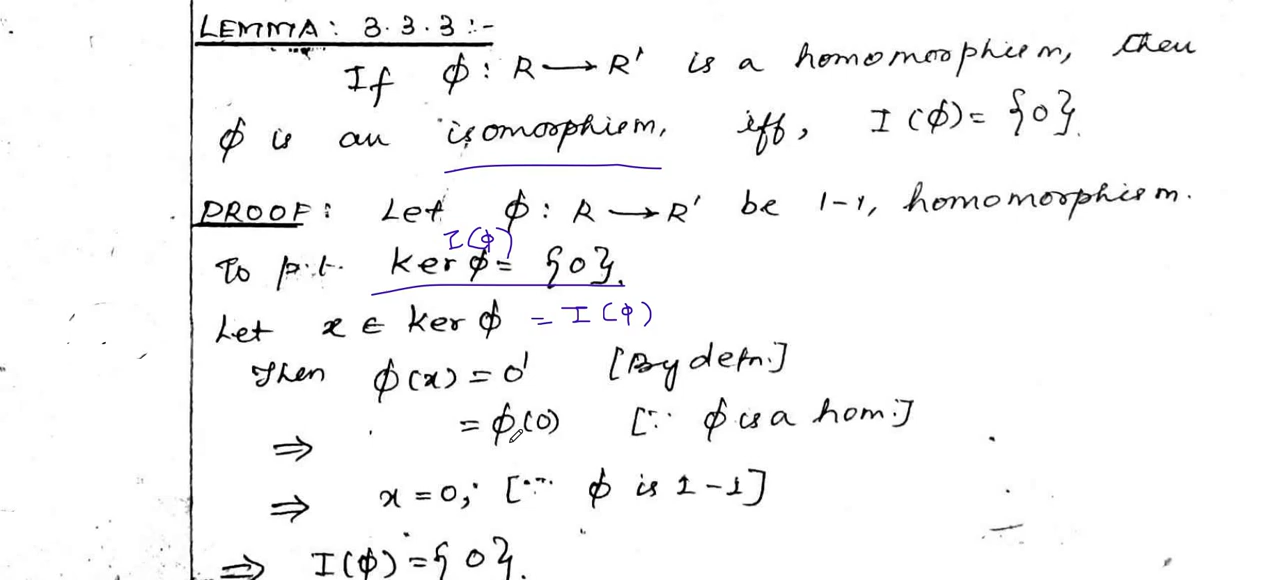 LEMMA: 3.3.3:-
If ϕ: R → R' is a homomorphism, then
ϕ is an isomorphism, iff, I(ϕ) = {0}.
PROOF: Let ϕ: R → R' be 1-1, homomorphism.
I(ϕ)
To p.t. ker ϕ = {0}.
Let x ∈ ker ϕ = I(ϕ)
Then ϕ(x) = 0' [By defn:]
⇒ = ϕ(0) [∵ ϕ is a hom:]
⇒ x = 0, [∵ ϕ is 1-1]
⇒ I(ϕ) = {0}.